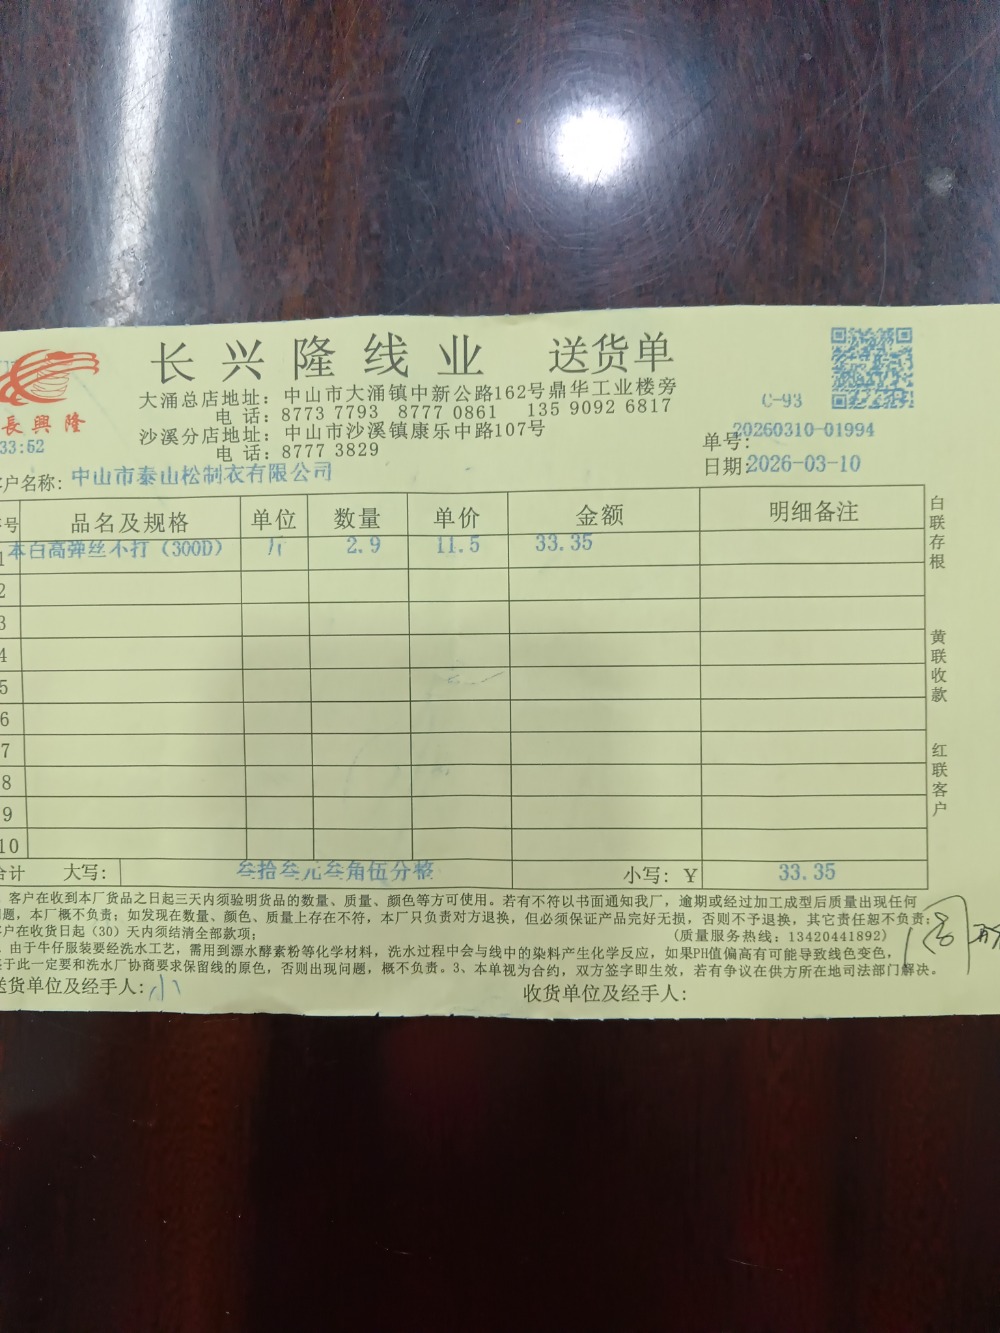 长兴隆线业 送货单
長興隆
大涌总店地址：中山市大涌镇中新公路162号鼎华工业楼旁
电 话：8773 7793 8777 0861 135 9092 6817
沙溪分店地址：中山市沙溪镇康乐中路107号
电 话：8777 3829
C-93
单号：20260310-01994
日期：2026-03-10
33:52
户名称：中山市泰山松制衣有限公司
号 品名及规格 单位 数量 单价 金额 明细备注
1 本白高弹丝不打（300D） 2.9 11.5 33.35
2
3
4
5
6
7
8
9
10
合计 大写： 叁拾叁元叁角伍分整 小写：￥ 33.35
白联存根
黄联收款
红联客户
客户在收到本厂货品之日起三天内须验明货品的数量、质量、颜色等方可使用。若有不符以书面通知我厂，逾期或经过加工成型后质量出现任何
题，本厂概不负责；如发现在数量、颜色、质量上存在不符，本厂只负责对方退换，但必须保证产品完好无损，否则不予退换，其它责任恕不负责；
客户在收货日起（30）天内须结清全部款项； （质量服务热线：13420441892）
由于牛仔服装要经洗水工艺，需用到漂水酵素粉等化学材料，洗水过程中会与线中的染料产生化学反应，如果PH值偏高有可能导致线色变色，
基于此一定要和洗水厂协商要求保留线的原色，否则出现问题，概不负责。3、本单视为合约，双方签字即生效，若有争议在供方所在地司法部门解决。
送货单位及经手人：小 收货单位及经手人：